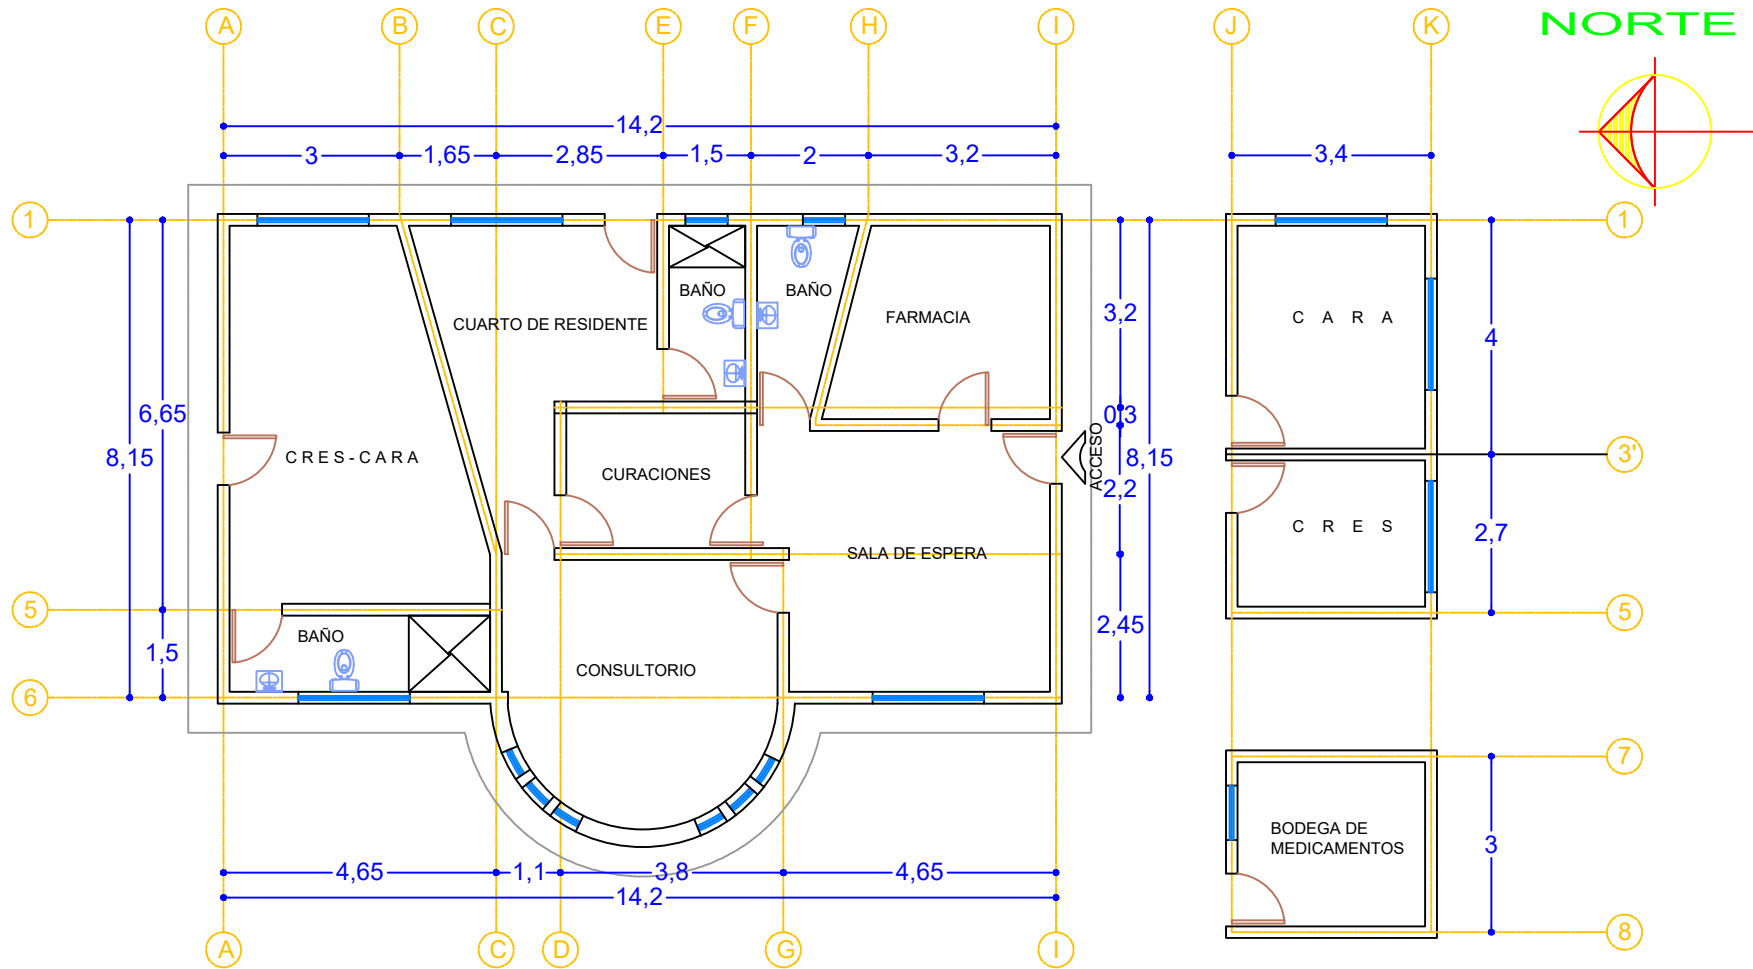 A B C E F H I J K NORTE
14,2
3 1,65 2,85 1,5 2 3,2 3,4
1 1
BAÑO BAÑO
3,2
CUARTO DE RESIDENTE FARMACIA C A R A
4
6,65 0,3
8,15 CRES-CARA CURACIONES ACCESO 8,15 3'
2,2
C R E S
2,7
SALA DE ESPERA
5 5
2,45
BAÑO
1,5
CONSULTORIO
6
7
BODEGA DE
MEDICAMENTOS
3
4,65 1,1 3,8 4,65
14,2
8
A C D G I